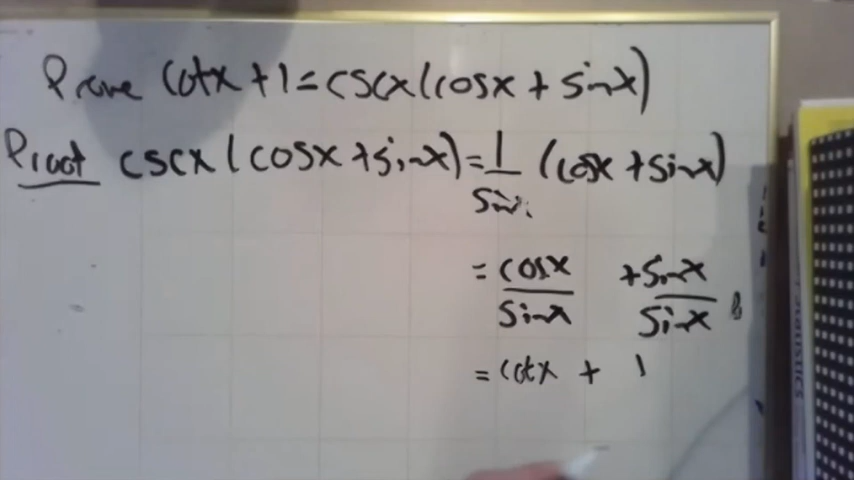 Prove cotx + 1 = cscx(cosx + sinx)
Proof cscx(cosx + sinx) = 1/sin (cosx + sinx)
= cosx/sinx + sinx/sinx
= cotx + 1